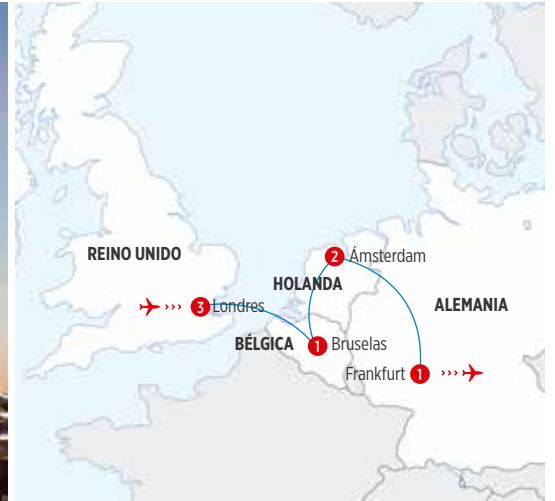 REINO UNIDO
2 Ámsterdam
HOLANDA
3 Londres
ALEMANIA
BÉLGICA
1 Bruselas
Frankfurt 1